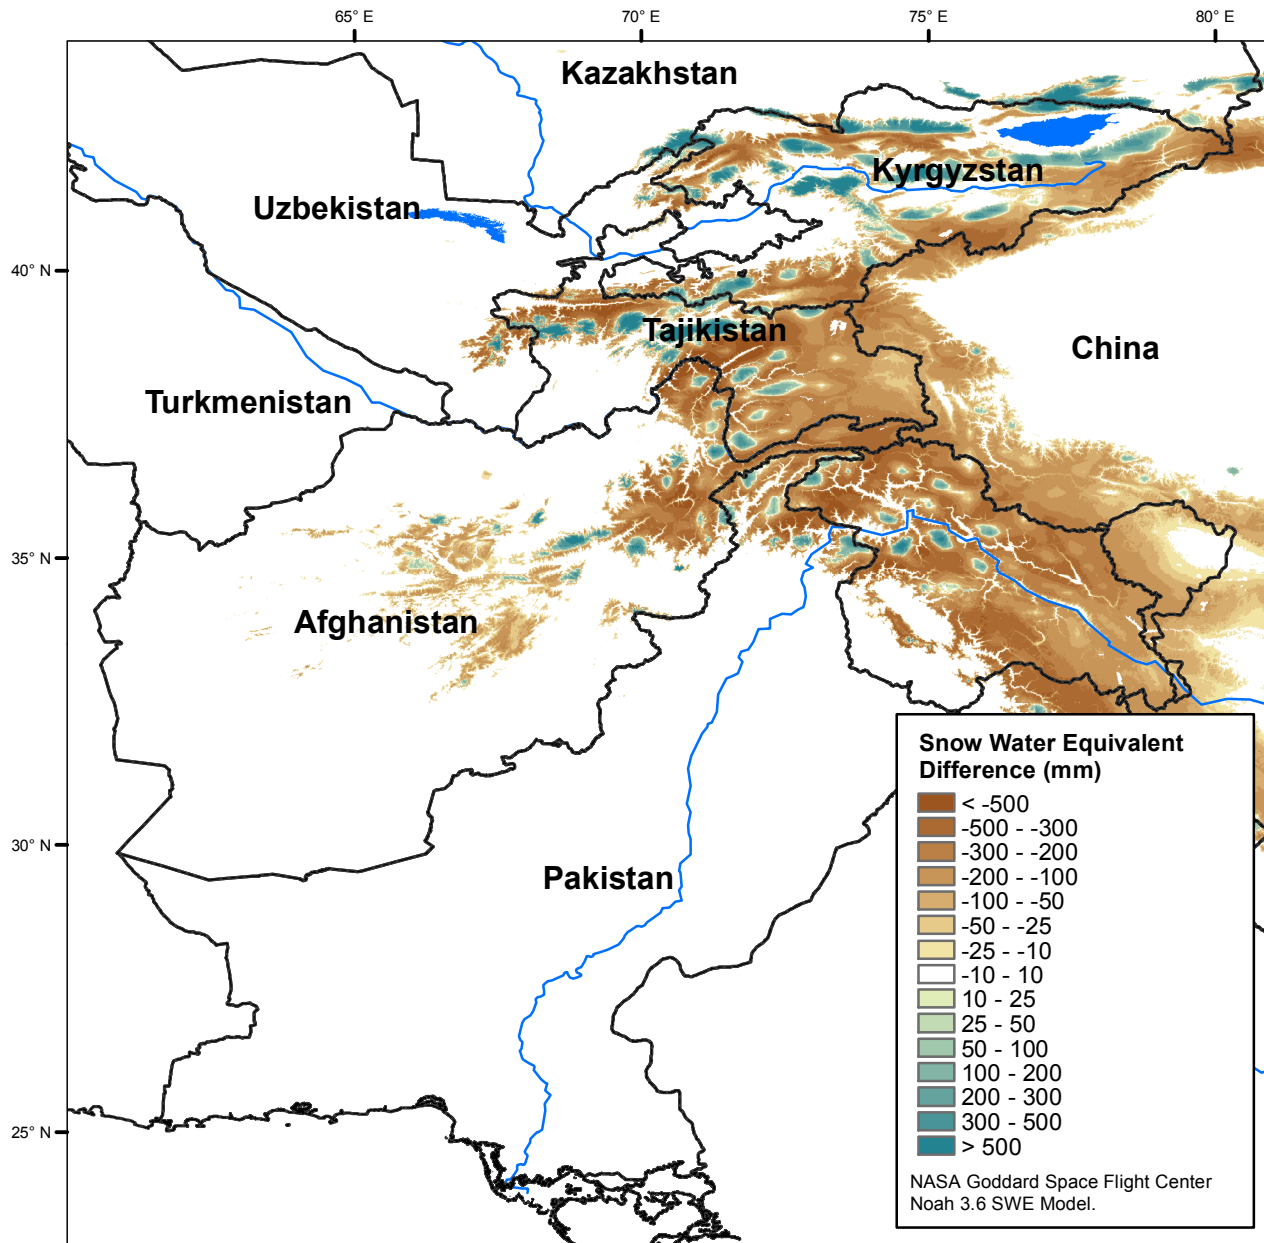 65° E
70° E
75° E
80° E
Kazakhstan
Kyrgyzstan
Uzbekistan
40° N
Tajikistan
China
Turkmenistan
35° N
Afghanistan
Snow Water Equivalent
Difference (mm)
< -500
-500 - -300
-300 - -200
-200 - -100
-100 - -50
-50 - -25
-25 - -10
-10 - 10
10 - 25
25 - 50
50 - 100
100 - 200
200 - 300
300 - 500
> 500
NASA Goddard Space Flight Center
Noah 3.6 SWE Model.
30° N
Pakistan
25° N